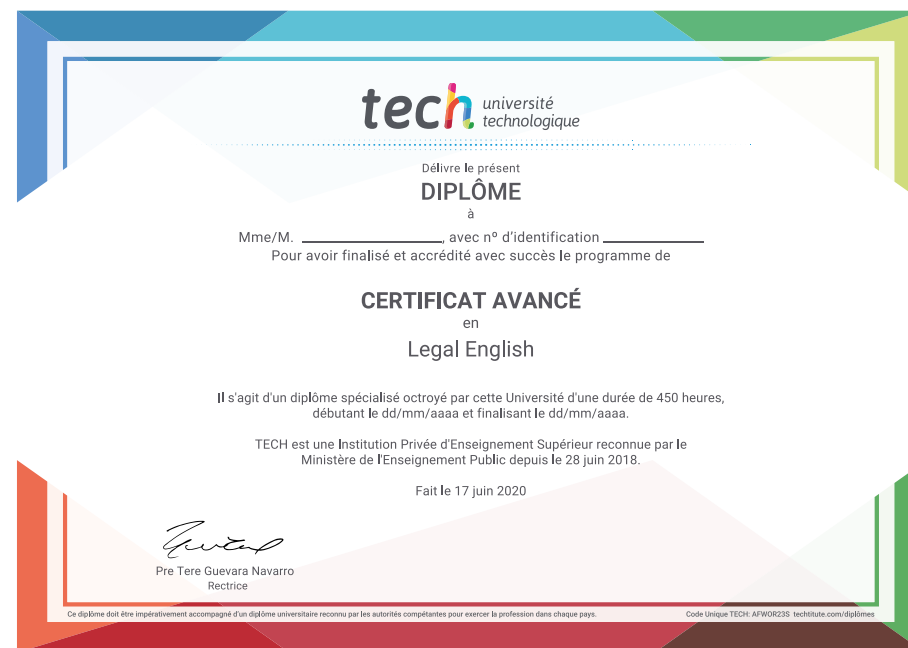 tech université
technologique
Délivre le présent
DIPLÔME
à
Mme/M. ____________________, avec nº d'identification ______________
Pour avoir finalisé et accrédité avec succès le programme de
CERTIFICAT AVANCÉ
en
Legal English
Il s'agit d'un diplôme spécialisé octroyé par cette Université d'une durée de 450 heures,
débutant le dd/mm/aaaa et finalisant le dd/mm/aaaa.
TECH est une Institution Privée d'Enseignement Supérieur reconnue par le
Ministère de l'Enseignement Public depuis le 28 juin 2018.
Fait le 17 juin 2020
Pre Tere Guevara Navarro
Rectrice
Ce diplôme doit être impérativement accompagné d'un diplôme universitaire reconnu par les autorités compétentes pour exercer la profession dans chaque pays.
Code Unique TECH: AFWOR23S techtitute.com/diplômes